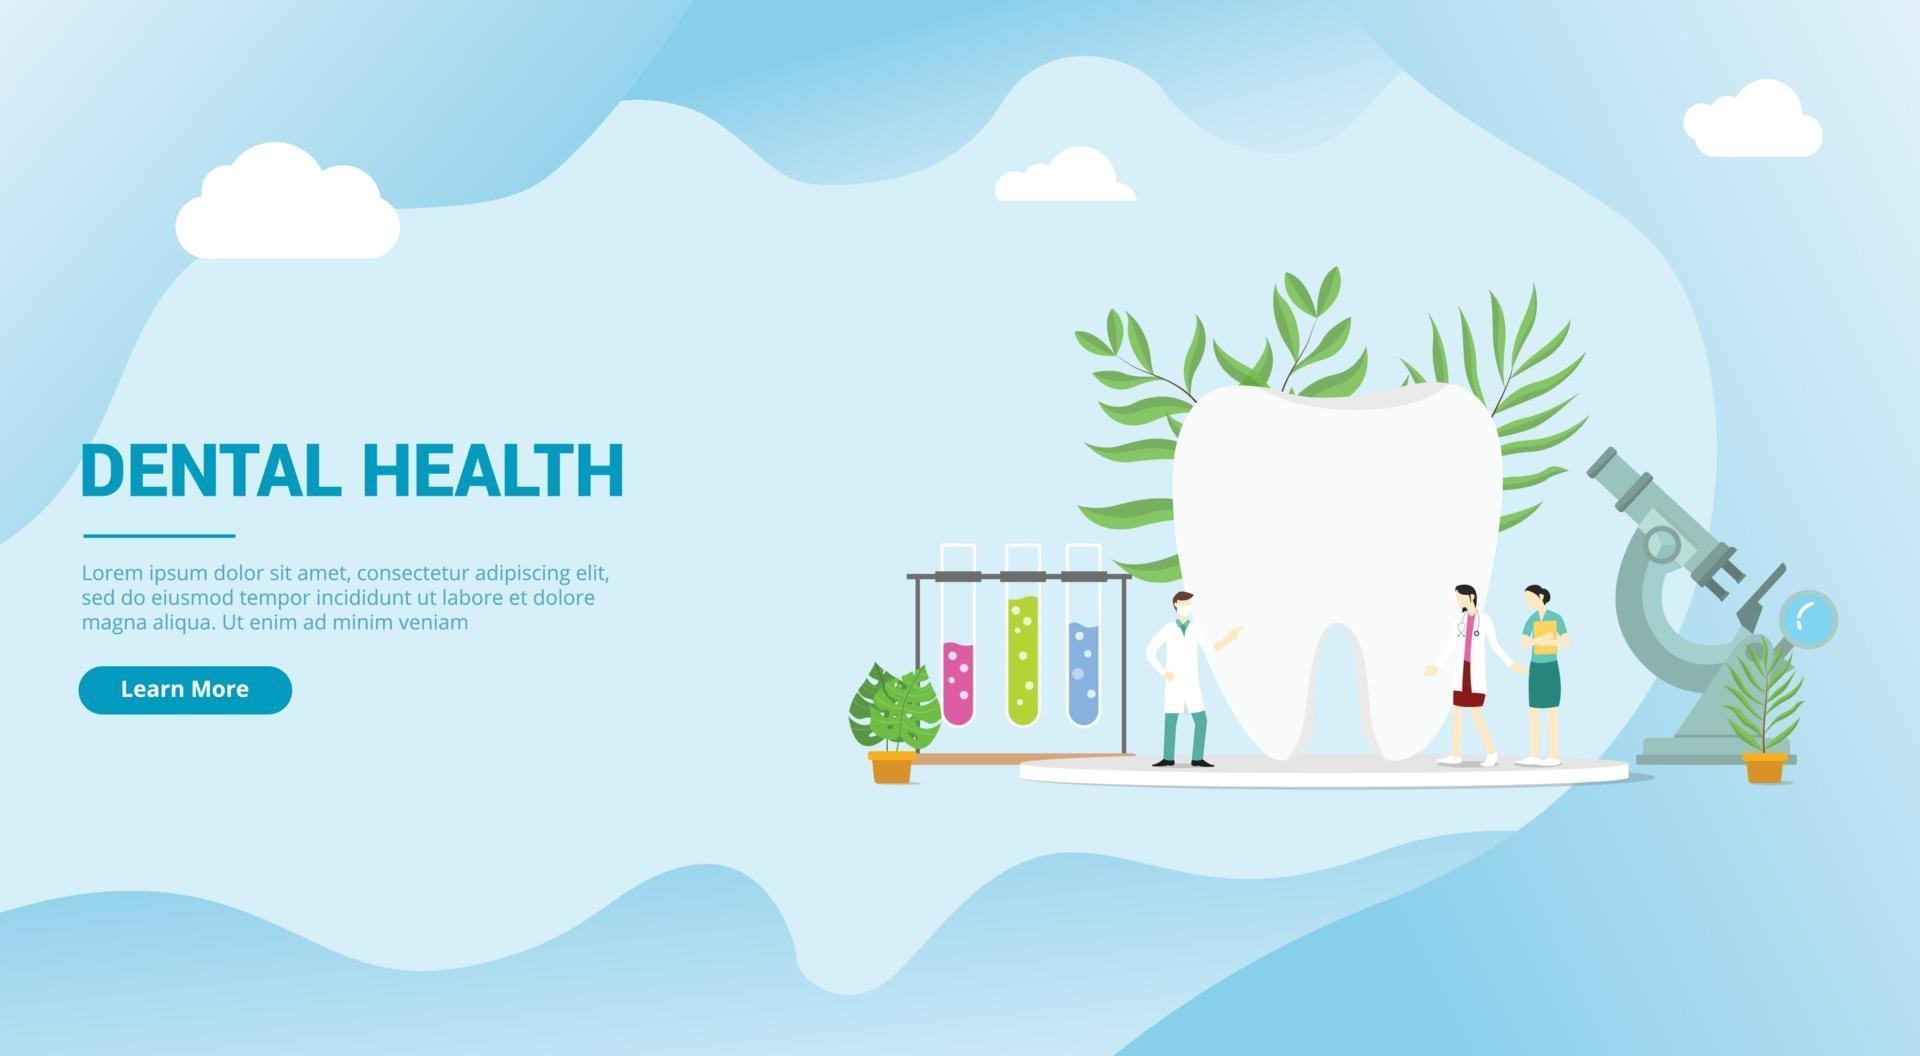 DENTAL HEALTH
Lorem ipsum dolor sit amet, consectetur adipiscing elit,
sed do eiusmod tempor incididunt ut labore et dolore
magna aliqua. Ut enim ad minim veniam
Learn More